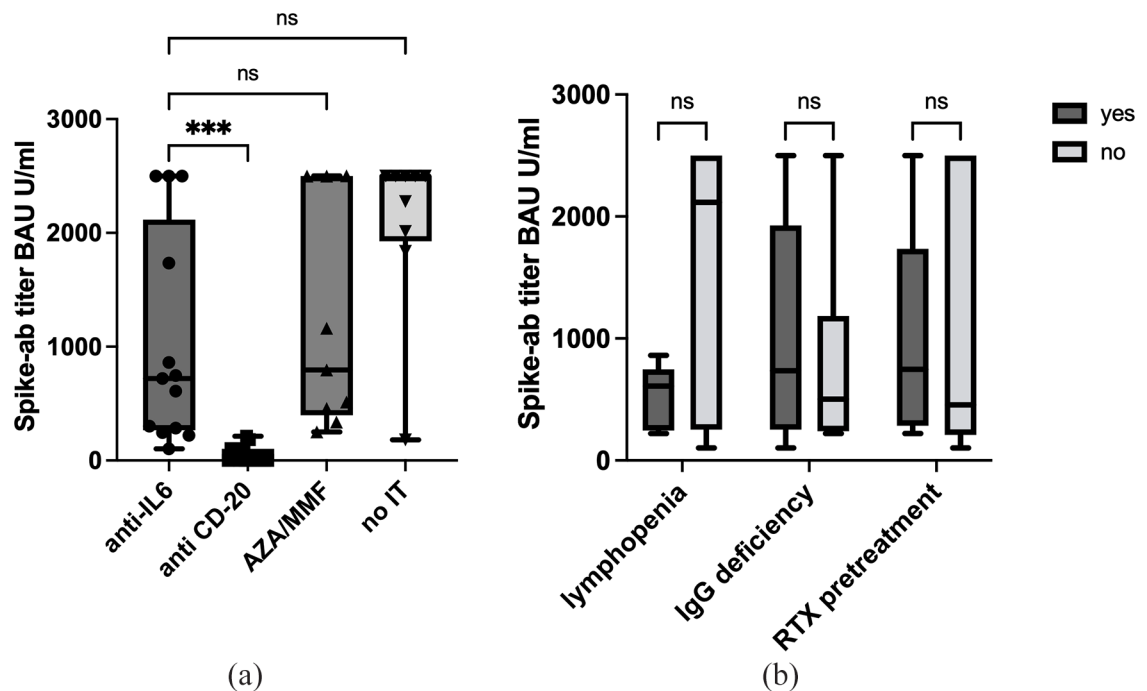 ns
ns
***
3000
2000
1000
0
Spike-ab titer BAU U/ml
anti-IL6
anti CD-20
AZA/MMF
no IT
(a)
ns
ns
ns
3000
2000
1000
0
Spike-ab titer BAU U/ml
lymphopenia
IgG deficiency
RTX pretreatment
yes
no
(b)